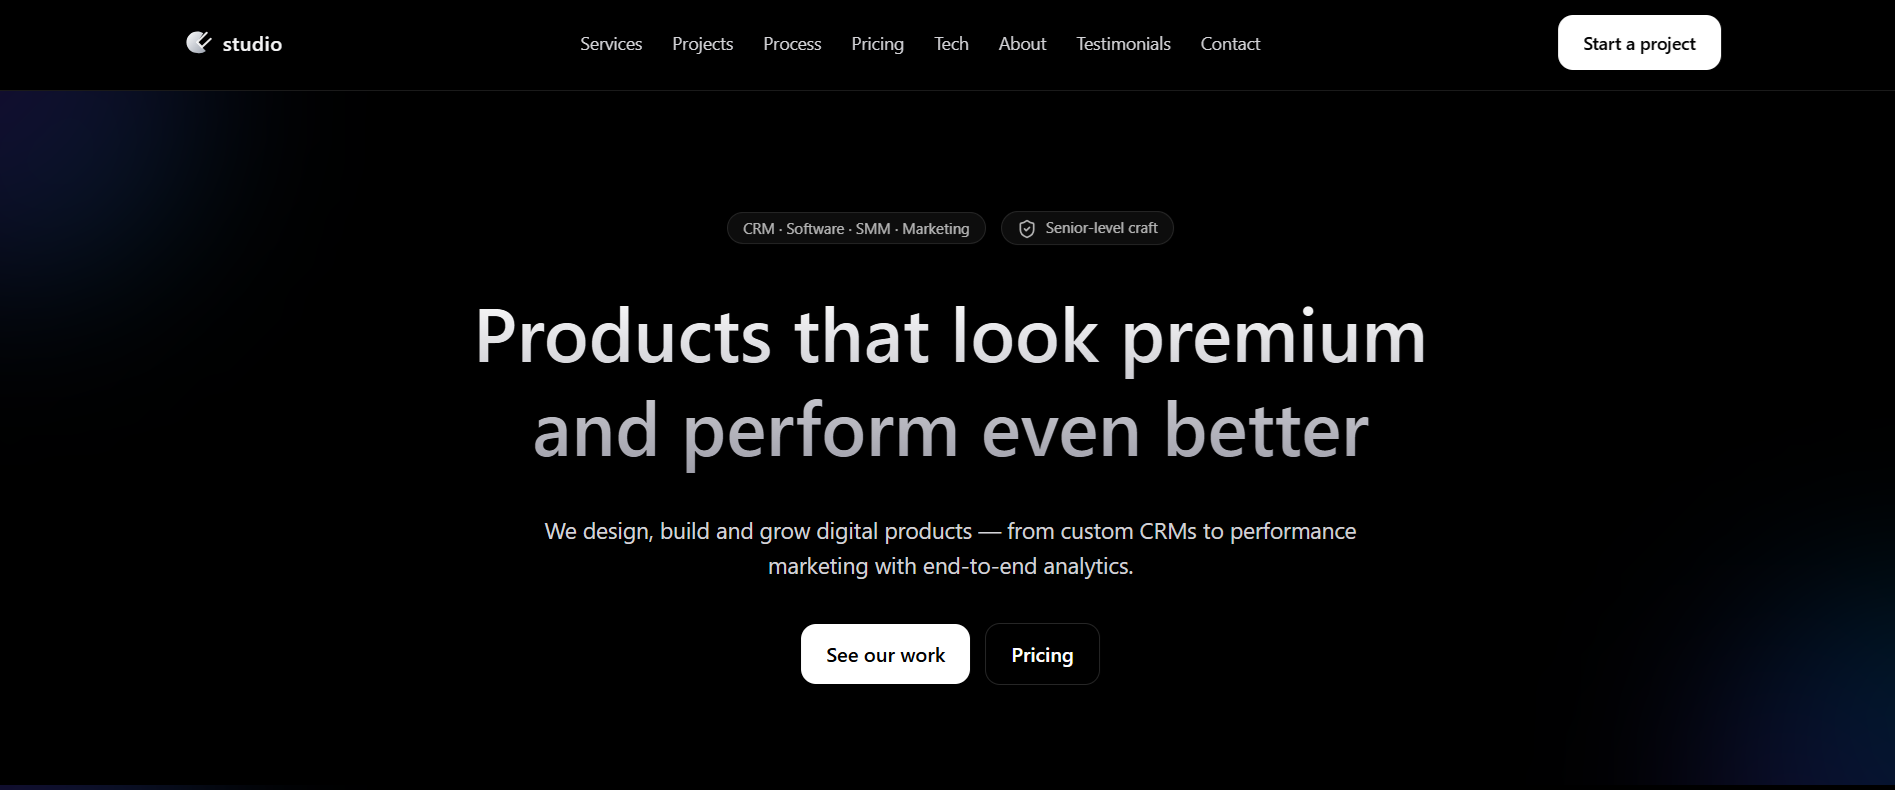 studio
Services Projects Process Pricing Tech About Testimonials Contact
Start a project
CRM · Software · SMM · Marketing
Senior-level craft
Products that look premium
and perform even better
We design, build and grow digital products — from custom CRMs to performance
marketing with end-to-end analytics.
See our work
Pricing